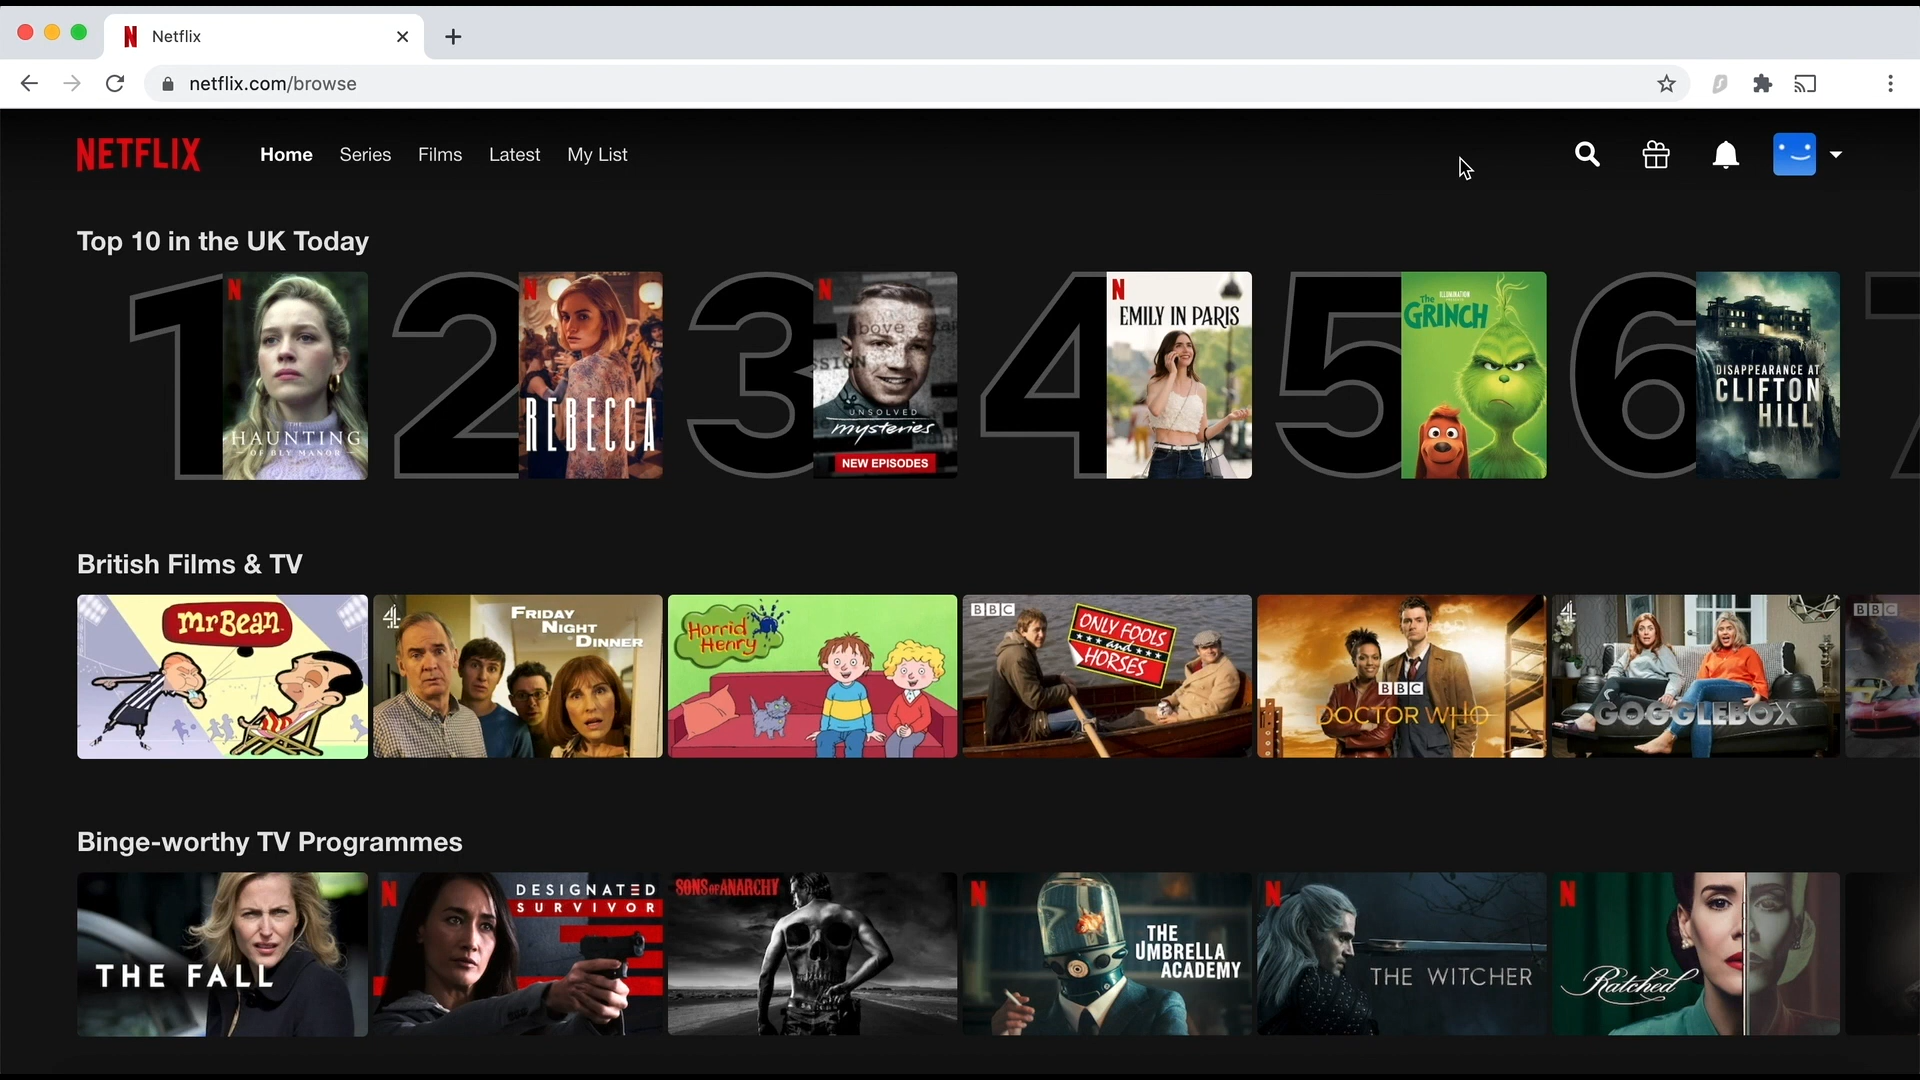 Netflix
netflix.com/browse
NETFLIX
Home Series Films Latest My List
Top 10 in the UK Today
1 2 3 4 5 6 7
THE
HAUNTING
OF BLY MANOR
REBECCA
UNSOLVED
mysteries
NEW EPISODES
EMILY IN PARIS
ILLUMINATION
The
GRINCH
DISAPPEARANCE AT
CLIFTON
HILL
British Films & TV
mr Bean
4
FRIDAY
NIGHT
DINNER
Horrid
Henry
BBC
ONLY FOOLS
and
HORSES
BBC
DOCTOR WHO
4
GOGGLEBOX
BBC
Binge-worthy TV Programmes
THE FALL
N
DESIGNATED
SURVIVOR
SONS OF ANARCHY
N
THE
UMBRELLA
ACADEMY
N
THE WITCHER
N
Ratched